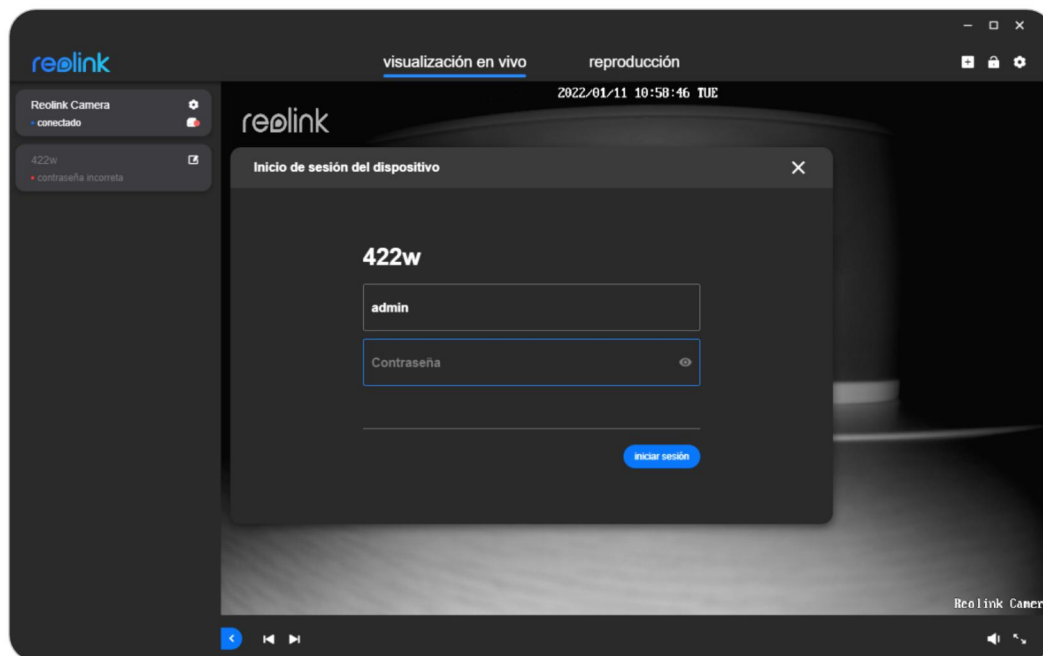 reolink
visualización en vivo
reproducción
Reolink Camera
conectado
422w
contraseña incorreta
2022/01/11 10:58:46 TUE
reolink
Inicio de sesión del dispositivo
422w
admin
Contraseña
iniciar sesión
Reolink Camer